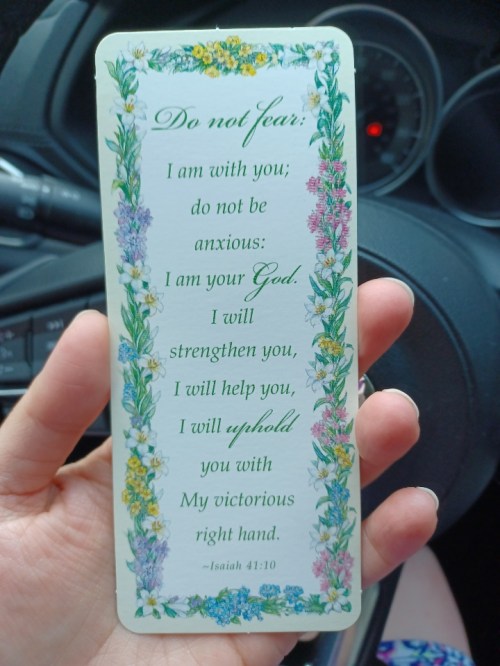 Do not fear:
I am with you;
do not be
anxious:
I am your God.
I will
strengthen you,
I will help you,
I will uphold
you with
My victorious
right hand.
~Isaiah 41:10